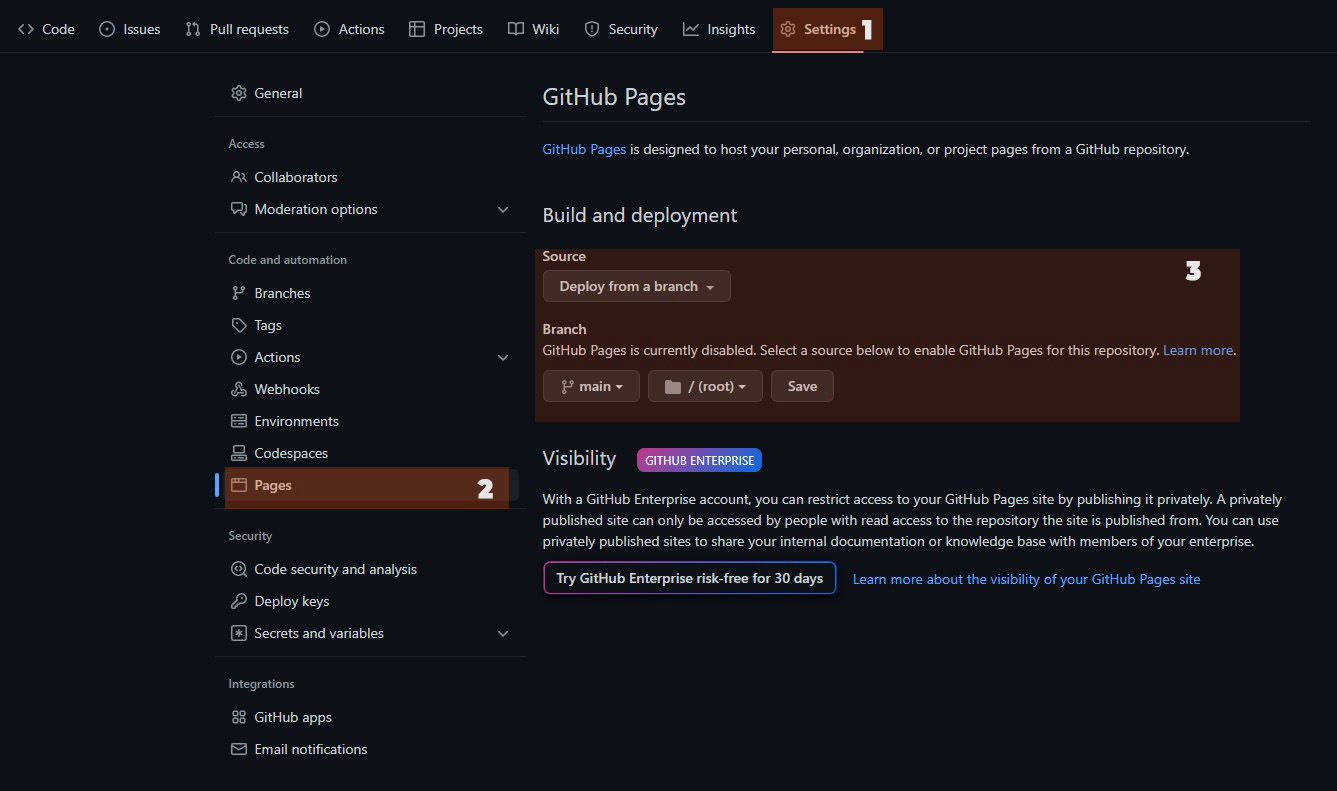 Code Issues Pull requests Actions Projects Wiki Security Insights Settings 1
General
Access
Collaborators
Moderation options
Code and automation
Branches
Tags
Actions
Webhooks
Environments
Codespaces
Pages 2
Security
Code security and analysis
Deploy keys
Secrets and variables
Integrations
GitHub apps
Email notifications
GitHub Pages
GitHub Pages is designed to host your personal, organization, or project pages from a GitHub repository.
Build and deployment
Source
3
Deploy from a branch
Branch
GitHub Pages is currently disabled. Select a source below to enable GitHub Pages for this repository. Learn more.
main / (root) Save
Visibility GITHUB ENTERPRISE
With a GitHub Enterprise account, you can restrict access to your GitHub Pages site by publishing it privately. A privately
published site can only be accessed by people with read access to the repository the site is published from. You can use
privately published sites to share your internal documentation or knowledge base with members of your enterprise.
Try GitHub Enterprise risk-free for 30 days Learn more about the visibility of your GitHub Pages site